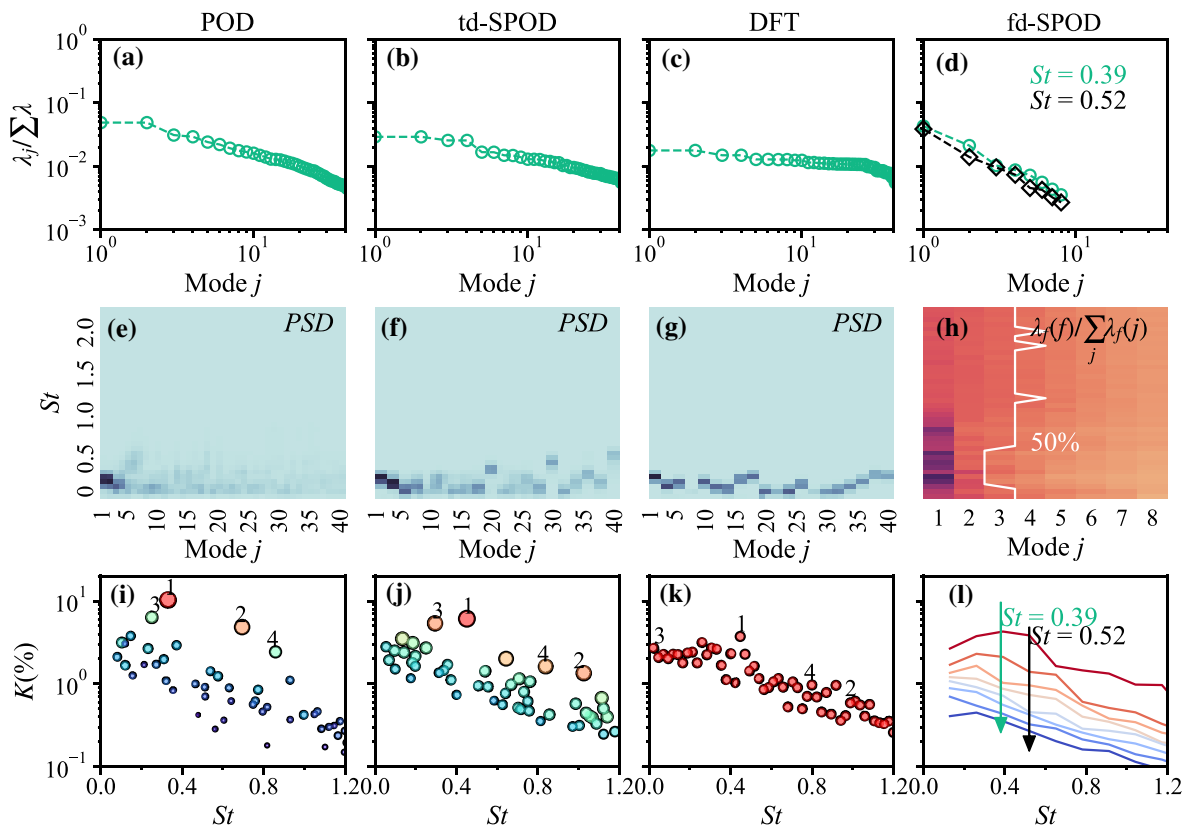 POD
td-SPOD
DFT
fd-SPOD
(a)
(b)
(c)
(d)
St = 0.39
St = 0.52
λj/∑λ
10^0
10^-1
10^-2
10^-3
10^0 10^1
10^0 10^1
10^0 10^1
10^0 10^1
Mode j
Mode j
Mode j
Mode j
(e) PSD
(f) PSD
(g) PSD
(h) λf(f)/∑j λf(j)
50%
St
2.0
1.5
1.0
0.5
0
1 5 10 15 20 25 30 35 40
1 5 10 15 20 25 30 35 40
1 5 10 15 20 25 30 35 40
1 2 3 4 5 6 7 8
Mode j
Mode j
Mode j
Mode j
(i) 1 3 2 4
(j) 1 3 4 2
(k) 1 3 4 2
(l)
St = 0.39
St = 0.52
K(%)
10^1
10^0
10^-1
0.0 0.4 0.8 1.20
0.0 0.4 0.8 1.20
0.0 0.4 0.8 1.20
0.0 0.4 0.8 1.2
St
St
St
St